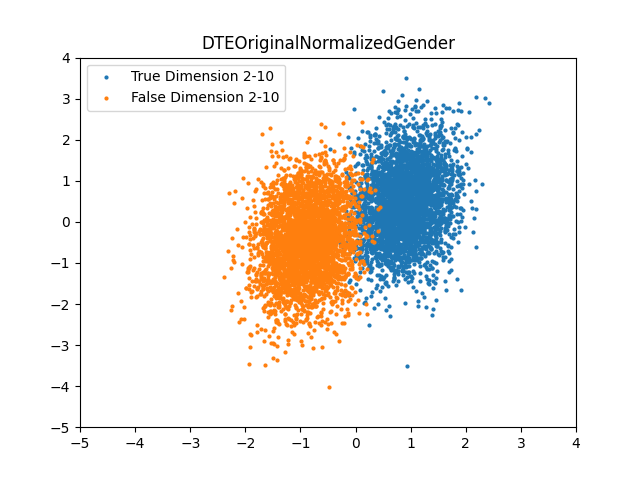 DTEOriginalNormalizedGender
True Dimension 2-10
False Dimension 2-10
4
3
2
1
0
−1
−2
−3
−4
−5
−5 −4 −3 −2 −1 0 1 2 3 4